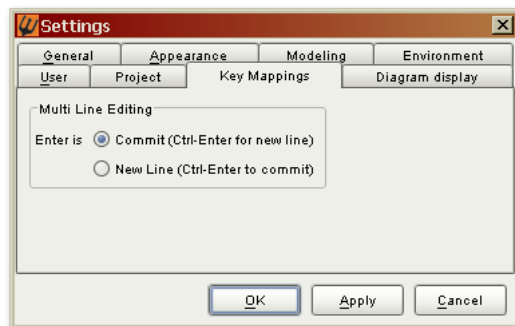 Settings
General Appearance Modeling Environment
User Project Key Mappings Diagram display
Multi Line Editing
Enter is Commit (Ctrl-Enter for new line)
New Line (Ctrl-Enter to commit)
OK Apply Cancel